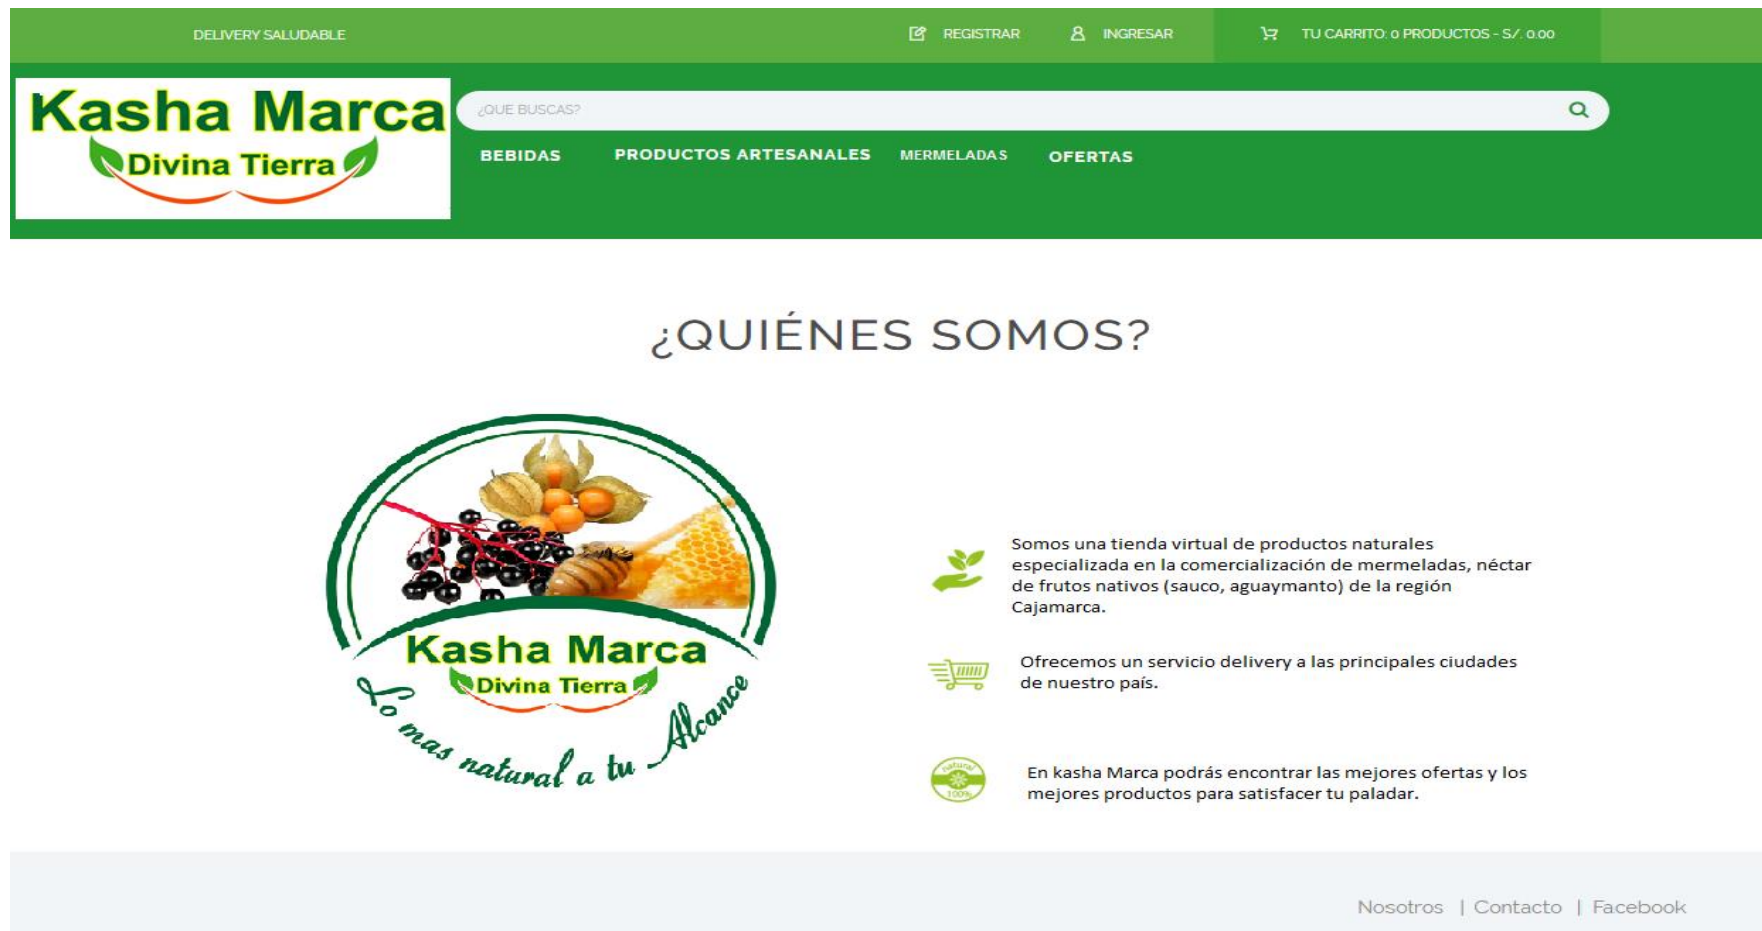 DELIVERY SALUDABLE
REGISTRAR
INGRESAR
TU CARRITO: 0 PRODUCTOS - S/. 0.00
Kasha Marca
Divina Tierra
¿QUE BUSCAS?
BEBIDAS
PRODUCTOS ARTESANALES
MERMELADAS
OFERTAS
¿QUIÉNES SOMOS?
Kasha Marca
Divina Tierra
Lo mas natural a tu Alcance
Somos una tienda virtual de productos naturales
especializada en la comercialización de mermeladas, néctar
de frutos nativos (sauco, aguaymanto) de la región
Cajamarca.
Ofrecemos un servicio delivery a las principales ciudades
de nuestro país.
natural
100%
En kasha Marca podrás encontrar las mejores ofertas y los
mejores productos para satisfacer tu paladar.
Nosotros | Contacto | Facebook